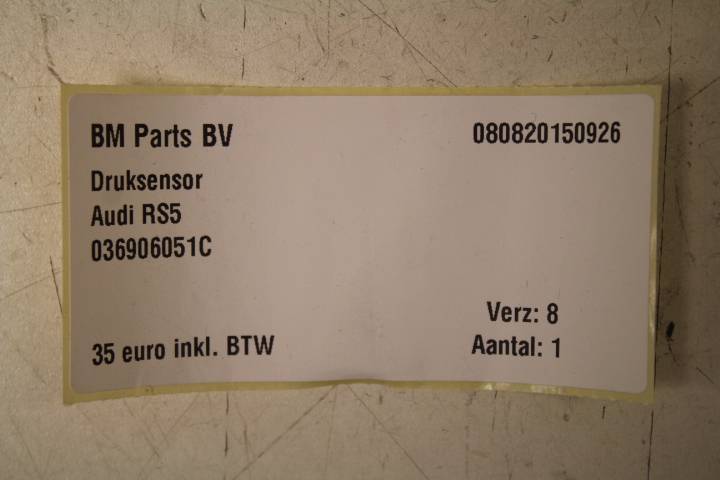 BM Parts BV 080820150926
Druksensor
Audi RS5
036906051C
Verz: 8
35 euro inkl. BTW Aantal: 1